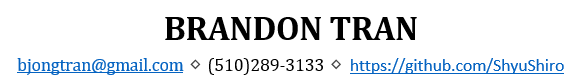 BRANDON TRAN
bjongtran@gmail.com ◇ (510)289-3133 ◇ https://github.com/ShyuShiro